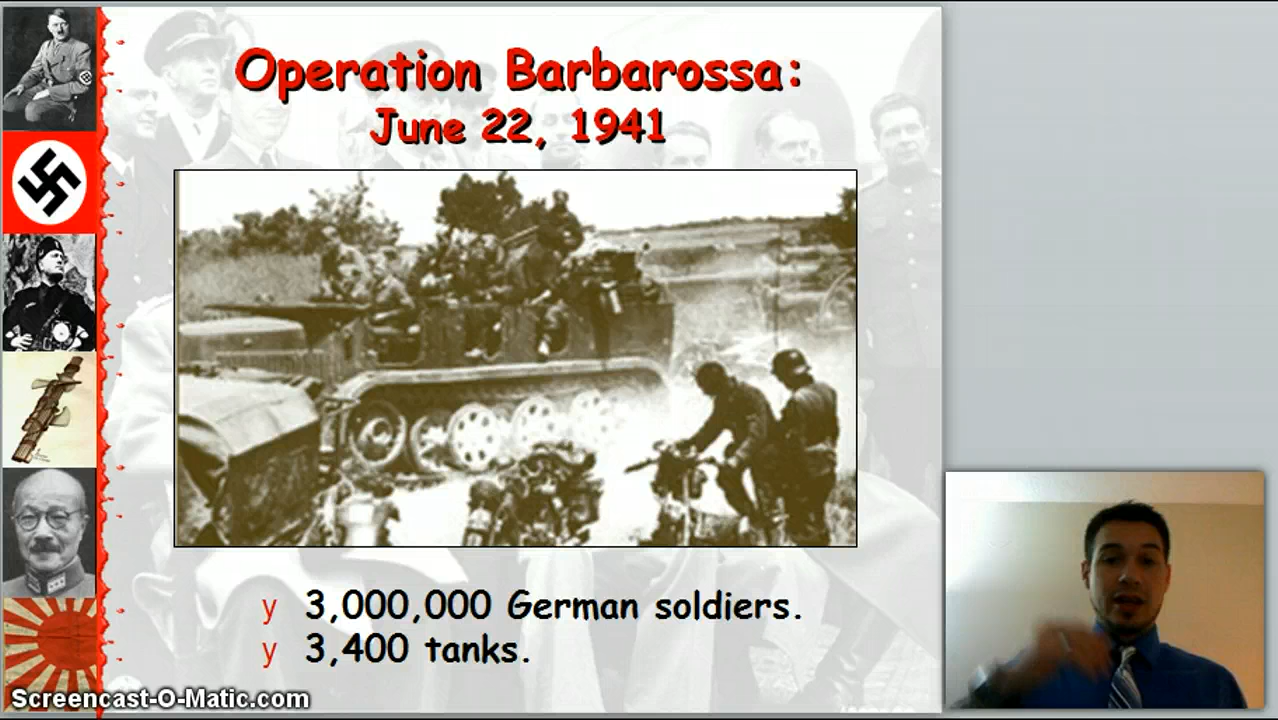 Operation Barbarossa:
June 22, 1941
y 3,000,000 German soldiers.
y 3,400 tanks.
Screencast-O-Matic.com